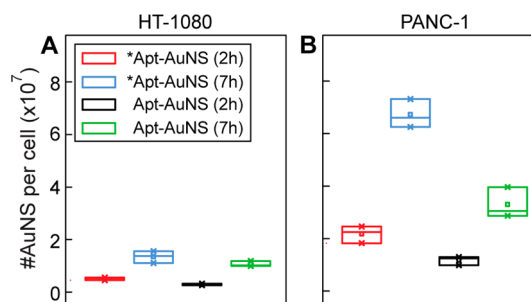 HT-1080
PANC-1
A
B
*Apt-AuNS (2h)
*Apt-AuNS (7h)
Apt-AuNS (2h)
Apt-AuNS (7h)
#AuNS per cell (x10⁷)
8
6
4
2
0